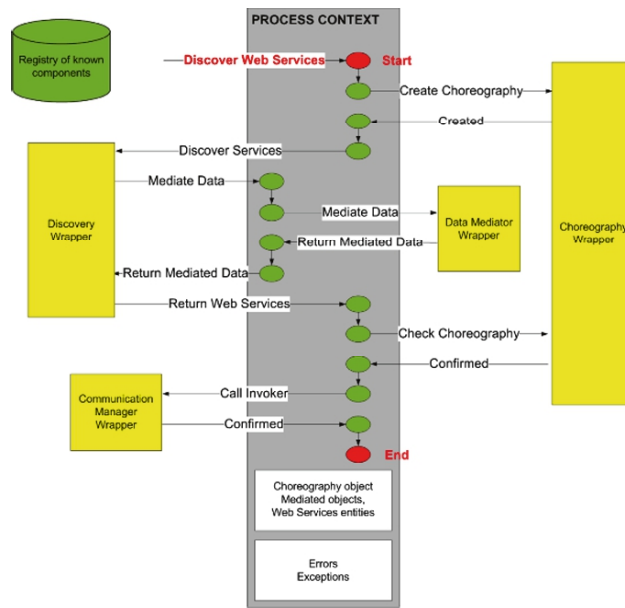 PROCESS CONTEXT
Registry of known
components
Discover Web Services
Start
Create Choreography
Created
Discover Services
Mediate Data
Discovery
Wrapper
Mediate Data
Data Mediator
Wrapper
Choreography
Wrapper
Return Mediated Data
Return Mediated Data
Return Web Services
Check Choreography
Confirmed
Call Invoker
Communication
Manager
Wrapper
Confirmed
End
Choreography object
Mediated objects,
Web Services entities
Errors
Exceptions